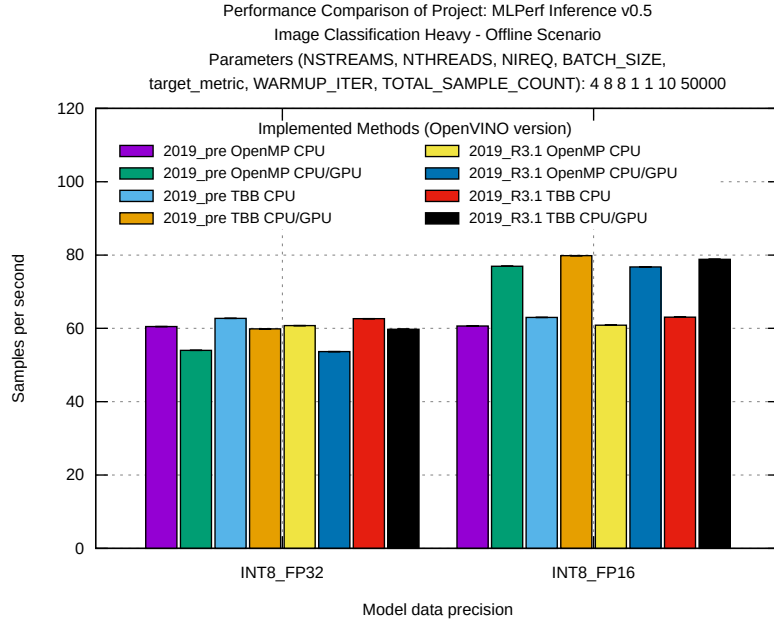 Performance Comparison of Project: MLPerf Inference v0.5
Image Classification Heavy - Offline Scenario
Parameters (NSTREAMS, NTHREADS, NIREQ, BATCH_SIZE,
target_metric, WARMUP_ITER, TOTAL_SAMPLE_COUNT): 4 8 8 1 1 10 50000
Implemented Methods (OpenVINO version)
2019_pre OpenMP CPU
2019_pre OpenMP CPU/GPU
2019_pre TBB CPU
2019_pre TBB CPU/GPU
2019_R3.1 OpenMP CPU
2019_R3.1 OpenMP CPU/GPU
2019_R3.1 TBB CPU
2019_R3.1 TBB CPU/GPU
Samples per second
120
100
80
60
40
20
0
INT8_FP32
INT8_FP16
Model data precision